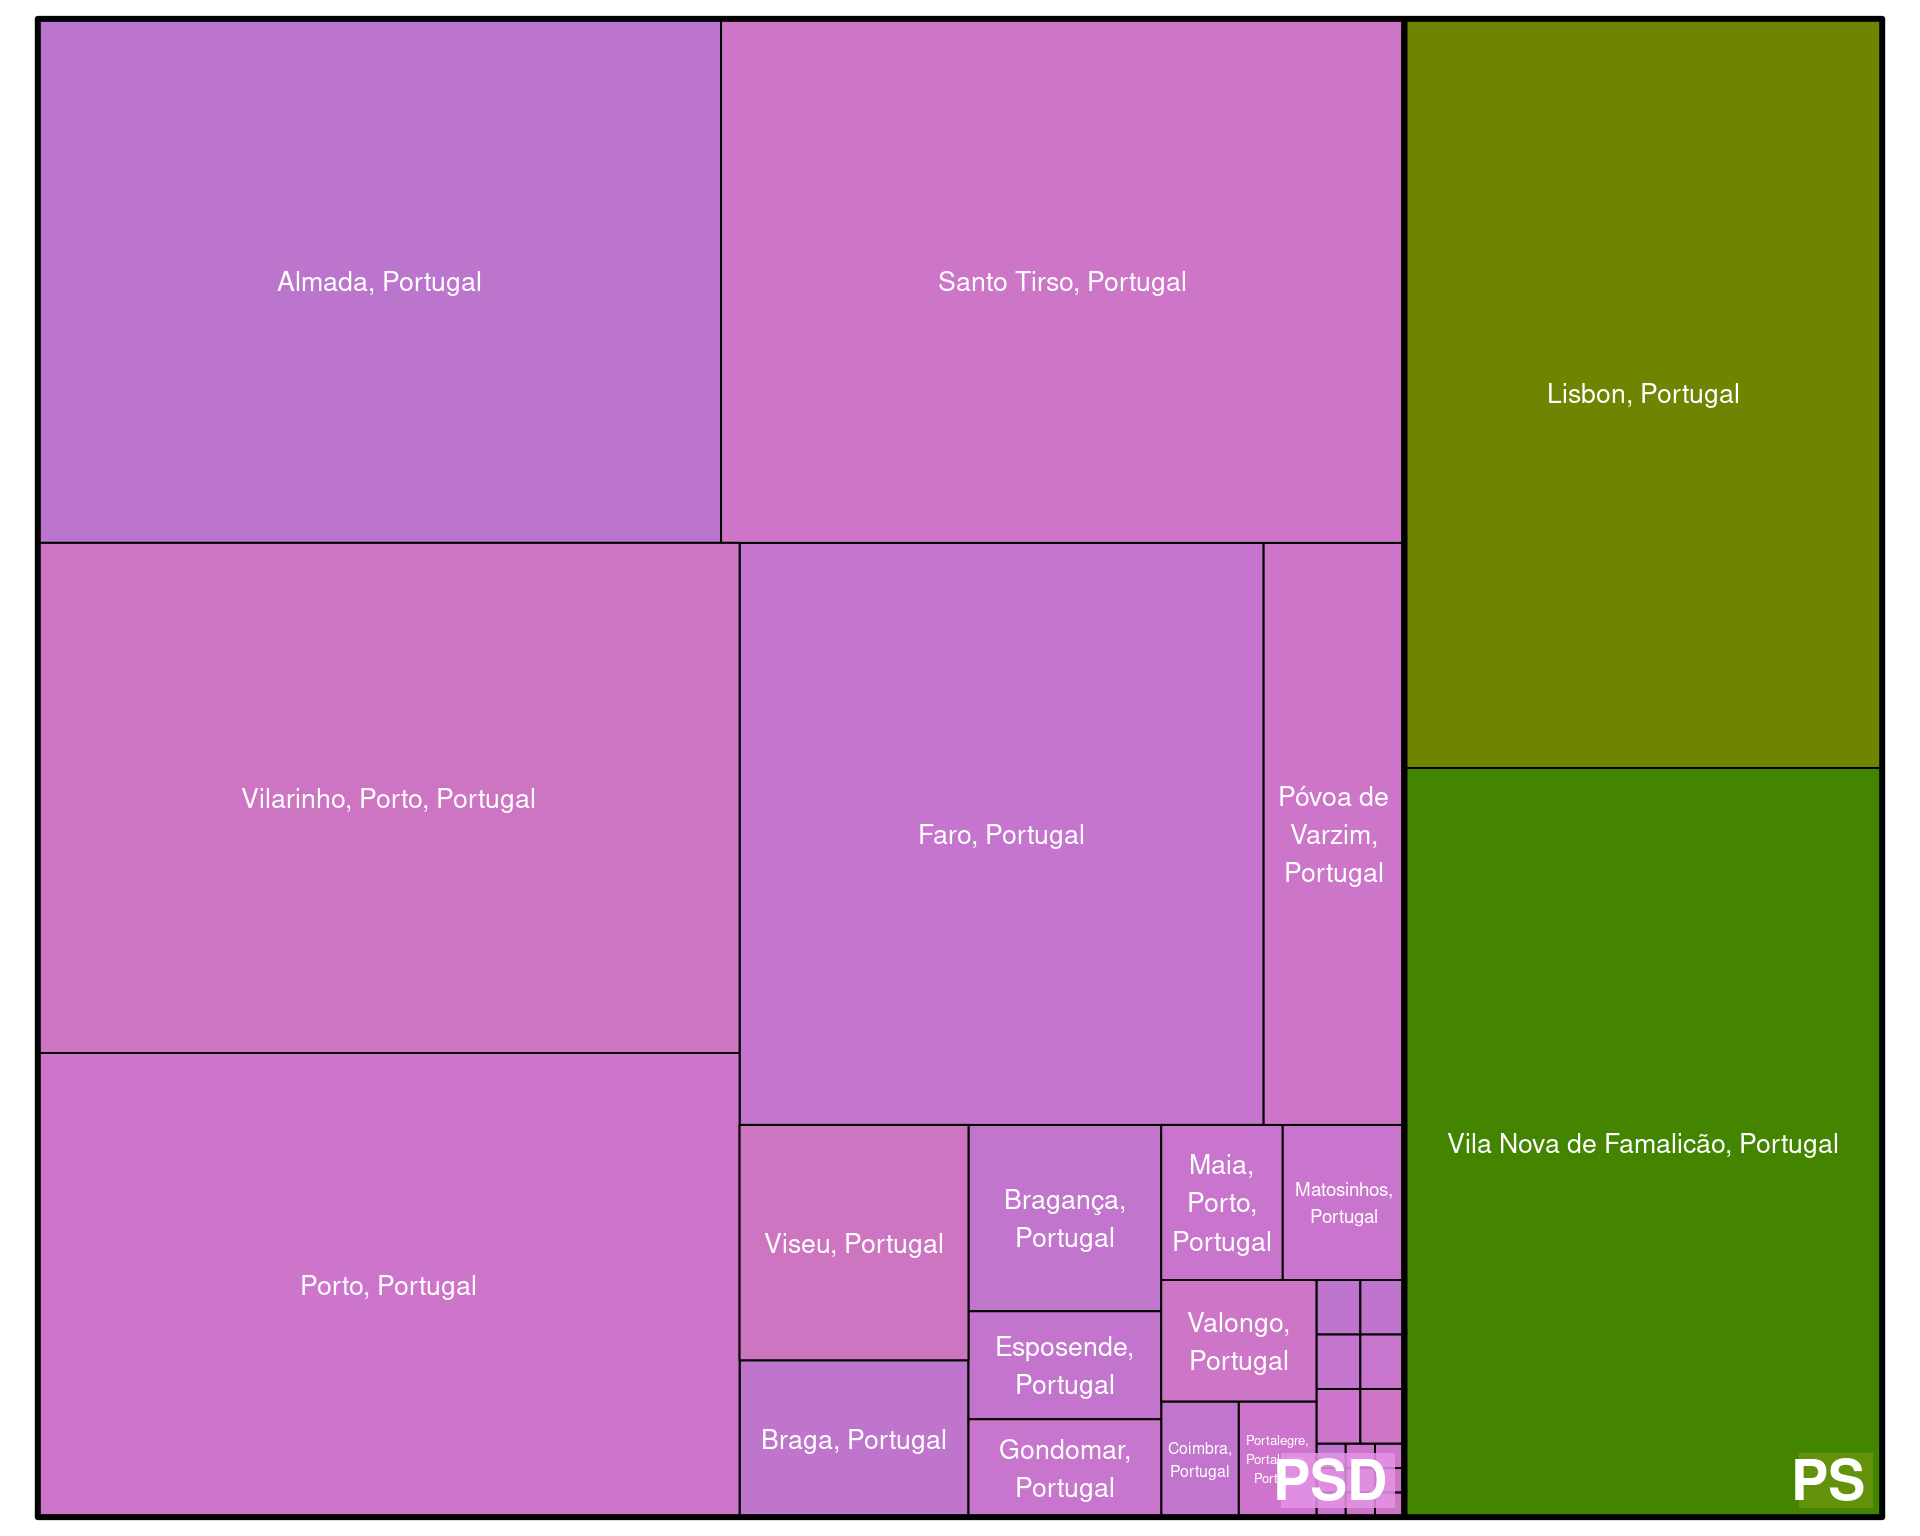 Almada, Portugal
Santo Tirso, Portugal
Lisbon, Portugal
Vilarinho, Porto, Portugal
Faro, Portugal
Póvoa de
Varzim,
Portugal
Vila Nova de Famalicão, Portugal
Porto, Portugal
Viseu, Portugal
Bragança,
Portugal
Maia,
Porto,
Portugal
Matosinhos,
Portugal
Esposende,
Portugal
Valongo,
Portugal
Braga, Portugal
Gondomar,
Portugal
Coimbra,
Portugal
Portalegre,
PSD
PS